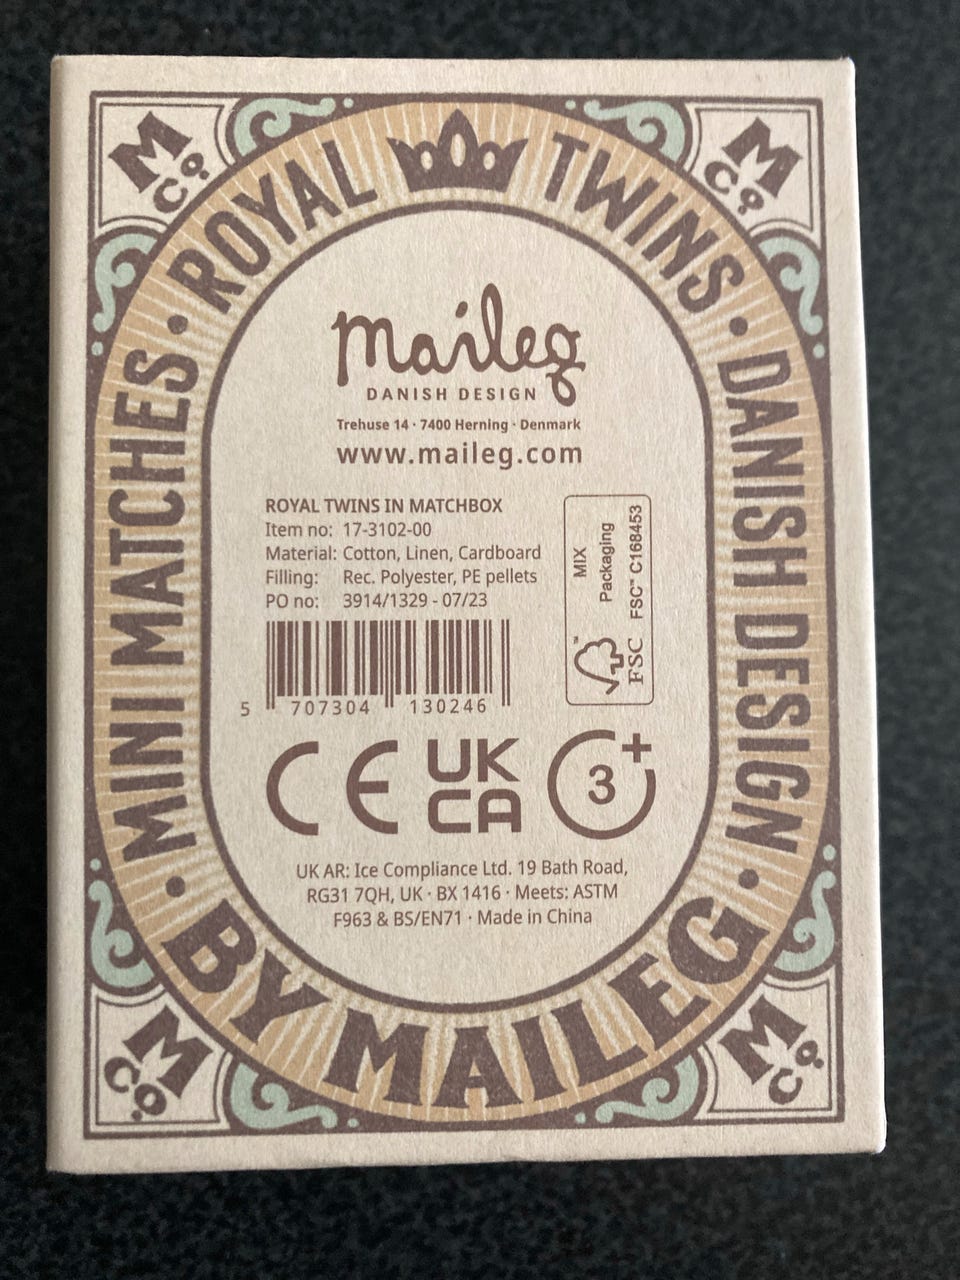 M
Co
M
Co
ROYAL TWINS
MINI MATCHES
DANISH DESIGN
BY MAILEG
maileg
DANISH DESIGN
Trehuse 14 · 7400 Herning · Denmark
www.maileg.com
ROYAL TWINS IN MATCHBOX
Item no: 17-3102-00
Material: Cotton, Linen, Cardboard
Filling: Rec. Polyester, PE pellets
PO no: 3914/1329 - 07/23
5 707304 130246
MIX
Packaging
FSC™ C168453
™
FSC
CE
UK
CA
3+
UK AR: Ice Compliance Ltd. 19 Bath Road,
RG31 7QH, UK · BX 1416 · Meets: ASTM
F963 & BS/EN71 · Made in China
M
Co
M
Co